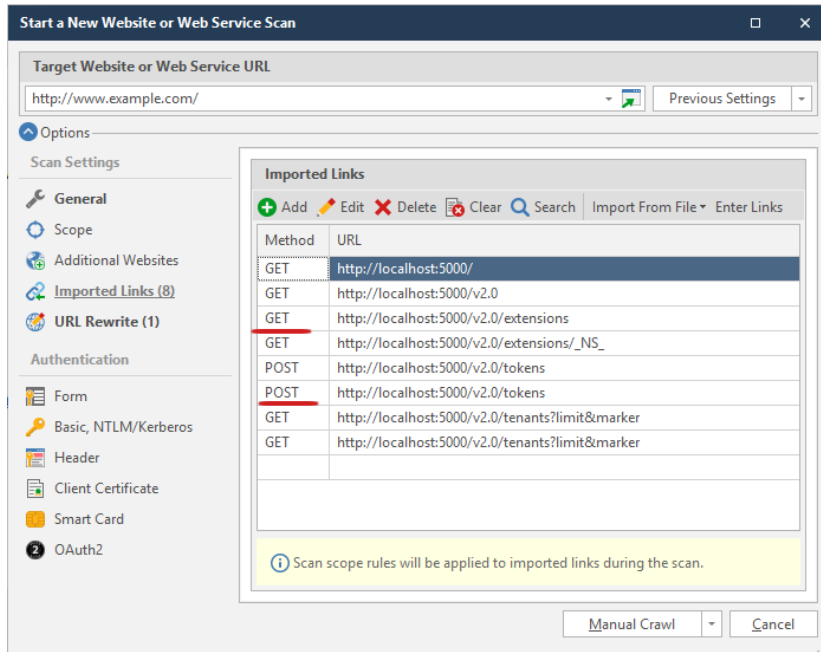 Start a New Website or Web Service Scan
Target Website or Web Service URL
http://www.example.com/
Previous Settings
Options
Scan Settings
General
Scope
Additional Websites
Imported Links (8)
URL Rewrite (1)
Authentication
Form
Basic, NTLM/Kerberos
Header
Client Certificate
Smart Card
2 OAuth2
Imported Links
Add Edit Delete Clear Search Import From File Enter Links
Method URL
GET http://localhost:5000/
GET http://localhost:5000/v2.0
GET http://localhost:5000/v2.0/extensions
GET http://localhost:5000/v2.0/extensions/_NS_
POST http://localhost:5000/v2.0/tokens
POST http://localhost:5000/v2.0/tokens
GET http://localhost:5000/v2.0/tenants?limit&marker
GET http://localhost:5000/v2.0/tenants?limit&marker
Scan scope rules will be applied to imported links during the scan.
Manual Crawl Cancel